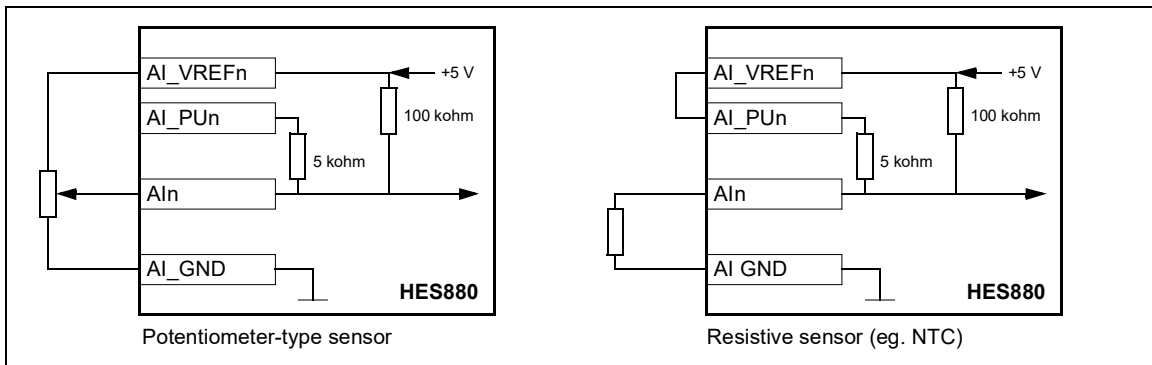 AI_VREFn
+5 V
AI_PUn
100 kohm
5 kohm
AIn
AI_GND
HES880
Potentiometer-type sensor
AI_VREFn
+5 V
AI_PUn
100 kohm
5 kohm
AIn
AI GND
HES880
Resistive sensor (eg. NTC)